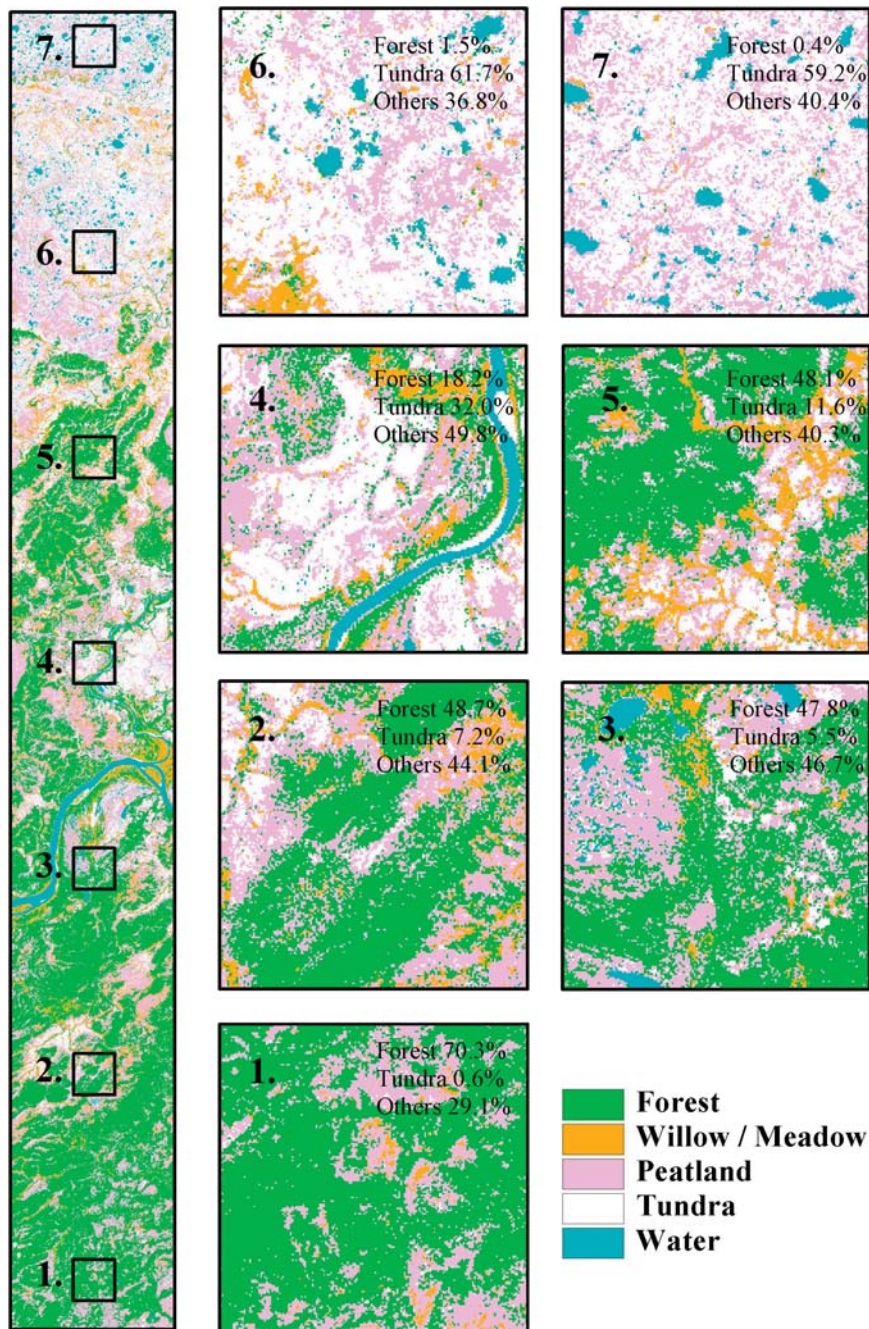 7.
6.
5.
4.
3.
2.
1.
6.
Forest 1.5%
Tundra 61.7%
Others 36.8%
7.
Forest 0.4%
Tundra 59.2%
Others 40.4%
4.
Forest 18.2%
Tundra 32.0%
Others 49.8%
5.
Forest 48.1%
Tundra 11.6%
Others 40.3%
2.
Forest 48.7%
Tundra 7.2%
Others 44.1%
3.
Forest 47.8%
Tundra 5.5%
Others 46.7%
1.
Forest 70.3%
Tundra 0.6%
Others 29.1%
Forest
Willow / Meadow
Peatland
Tundra
Water